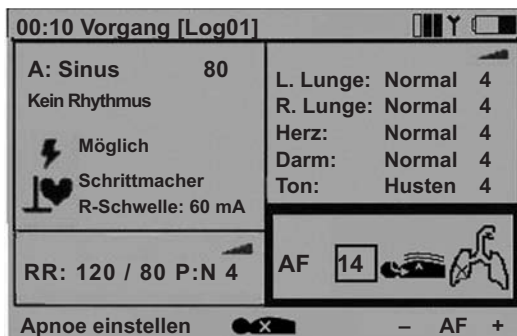 00:10 Vorgang [Log01]
A: Sinus 80
Kein Rhythmus
Möglich
Schrittmacher
R-Schwelle: 60 mA
RR: 120 / 80 P:N 4
L. Lunge: Normal 4
R. Lunge: Normal 4
Herz: Normal 4
Darm: Normal 4
Ton: Husten 4
AF 14
Apnoe einstellen – AF +